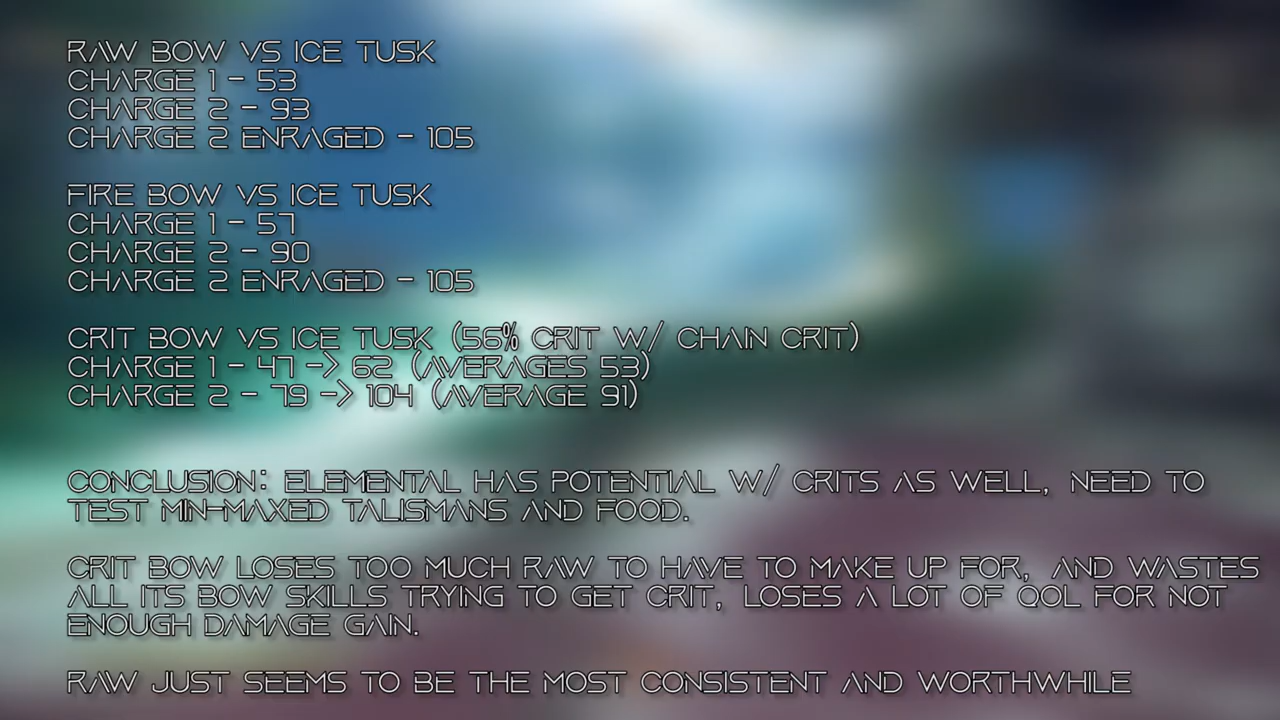 RAW BOW VS ICE TUSK
CHARGE 1 - 53
CHARGE 2 - 93
CHARGE 2 ENRAGED - 105
FIRE BOW VS ICE TUSK
CHARGE 1 - 57
CHARGE 2 - 90
CHARGE 2 ENRAGED - 105
CRIT BOW VS ICE TUSK (56% CRIT W/ CHAIN CRIT)
CHARGE 1 - 47 -> 62 (AVERAGES 53)
CHARGE 2 - 79 -> 104 (AVERAGE 91)
CONCLUSION: ELEMENTAL HAS POTENTIAL W/ CRITS AS WELL, NEED TO
TEST MIN-MAXED TALISMANS AND FOOD.
CRIT BOW LOSES TOO MUCH RAW TO HAVE TO MAKE UP FOR, AND WASTES
ALL ITS BOW SKILLS TRYING TO GET CRIT, LOSES A LOT OF QOL FOR NOT
ENOUGH DAMAGE GAIN.
RAW JUST SEEMS TO BE THE MOST CONSISTENT AND WORTHWHILE